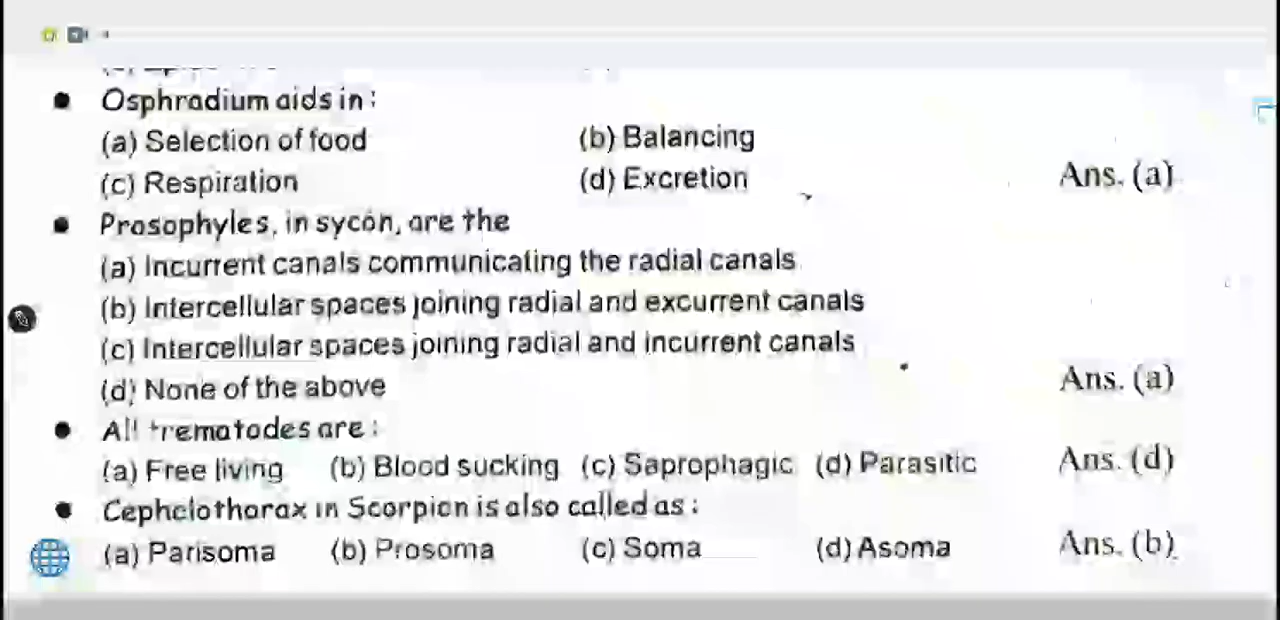 Osphradium aids in :
(a) Selection of food (b) Balancing
(c) Respiration (d) Excretion Ans. (a)
Prosophyles, in sycon, are the
(a) Incurrent canals communicating the radial canals
(b) Intercellular spaces joining radial and excurrent canals
(c) Intercellular spaces joining radial and incurrent canals
(d) None of the above Ans. (a)
All trematodes are :
(a) Free living (b) Blood sucking (c) Saprophagic (d) Parasitic Ans. (d)
Cephelothorax in Scorpion is also called as :
(a) Parisoma (b) Prosoma (c) Soma (d) Asoma Ans. (b)